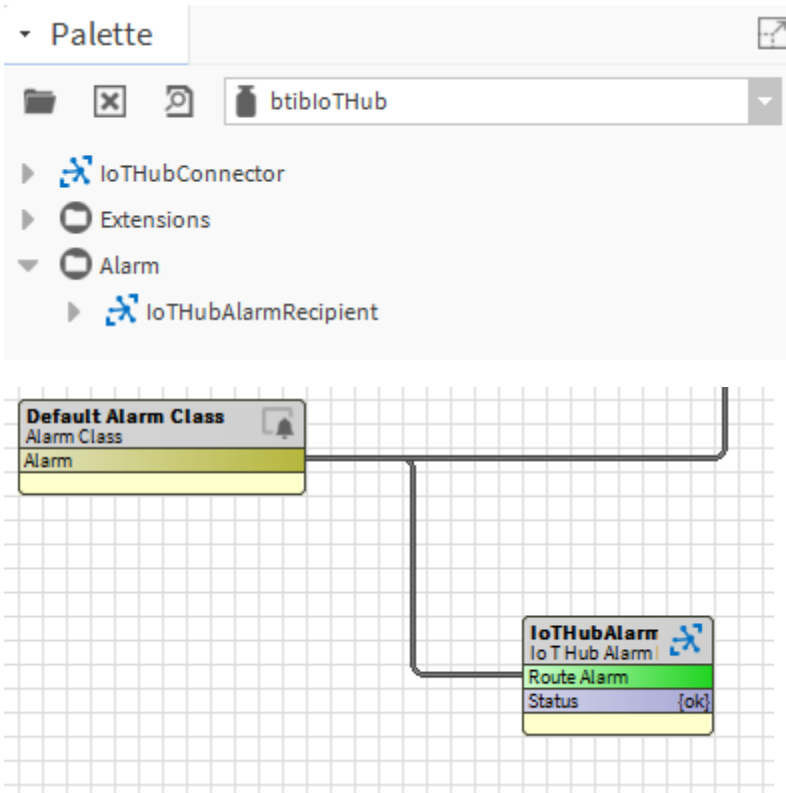 Palette
btibIoTHub
IoTHubConnector
Extensions
Alarm
IoTHubAlarmRecipient
Default Alarm Class
Alarm Class
Alarm
IoTHubAlarm
Io T Hub Alarm
Route Alarm
Status {ok}